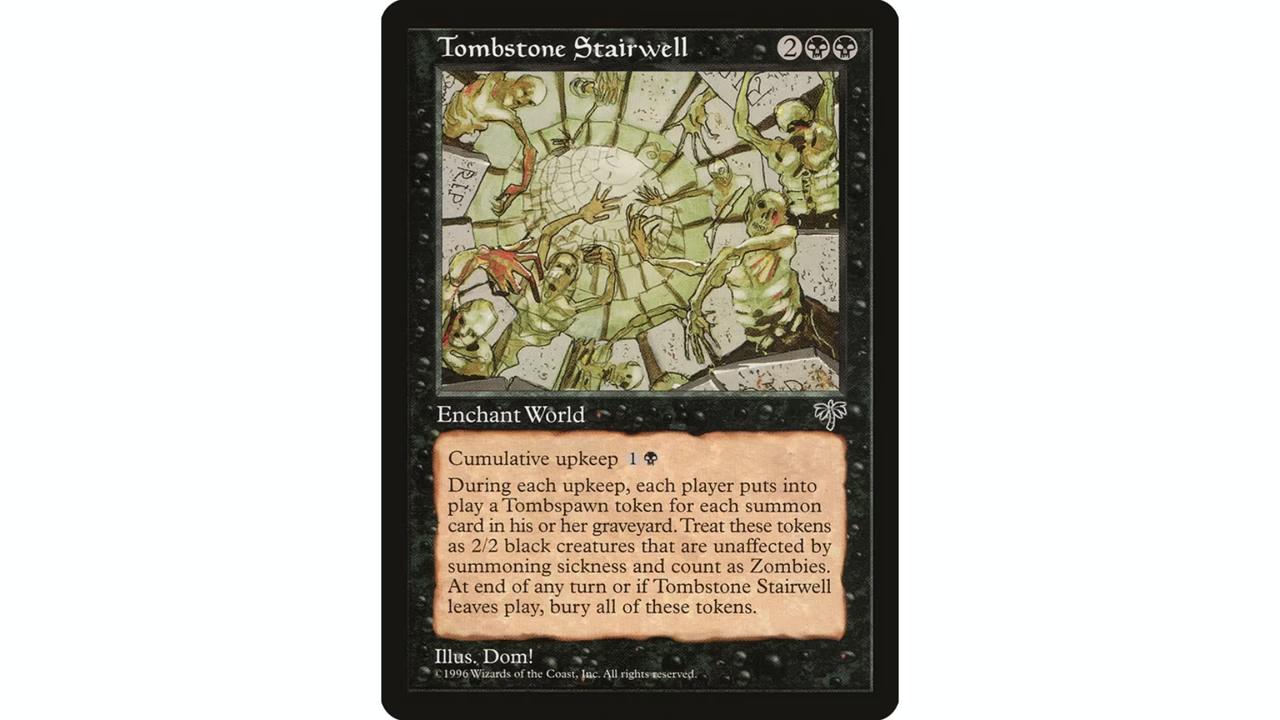 Tombstone Stairwell 2
R.I.P
Enchant World
Cumulative upkeep 1
During each upkeep, each player puts into
play a Tombspawn token for each summon
card in his or her graveyard. Treat these tokens
as 2/2 black creatures that are unaffected by
summoning sickness and count as Zombies.
At end of any turn or if Tombstone Stairwell
leaves play, bury all of these tokens.
Illus. Dom!
©1996 Wizards of the Coast, Inc. All rights reserved.